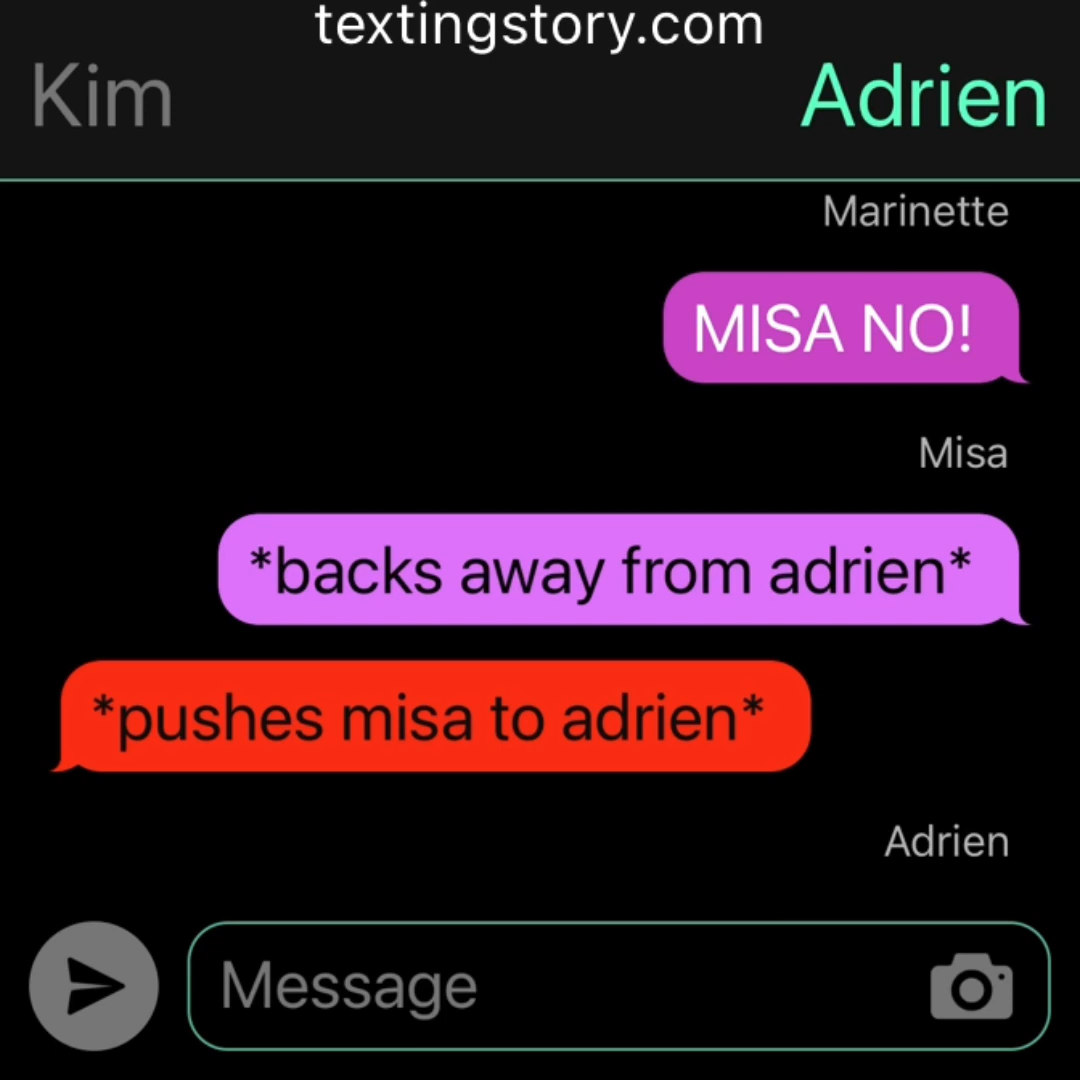 textingstory.com
Kim
Adrien
Marinette
MISA NO!
Misa
*backs away from adrien*
*pushes misa to adrien*
Adrien
Message